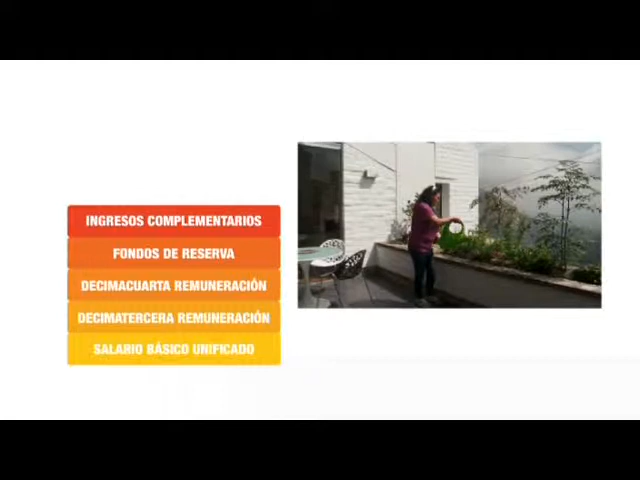 INGRESOS COMPLEMENTARIOS
FONDOS DE RESERVA
DECIMACUARTA REMUNERACIÓN
DECIMATERCERA REMUNERACIÓN
SALARIO BÁSICO UNIFICADO